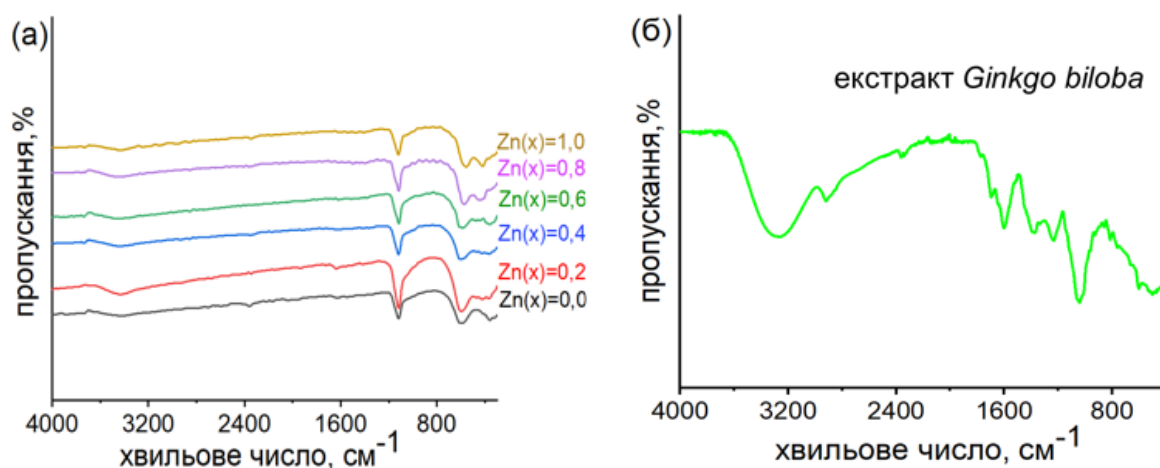 (а)
пропускання, %
Zn(x)=1,0
Zn(x)=0,8
Zn(x)=0,6
Zn(x)=0,4
Zn(x)=0,2
Zn(x)=0,0
4000 3200 2400 1600 800
хвильове число, см⁻¹
(б)
екстракт Ginkgo biloba
пропускання, %
4000 3200 2400 1600 800
хвильове число, см⁻¹